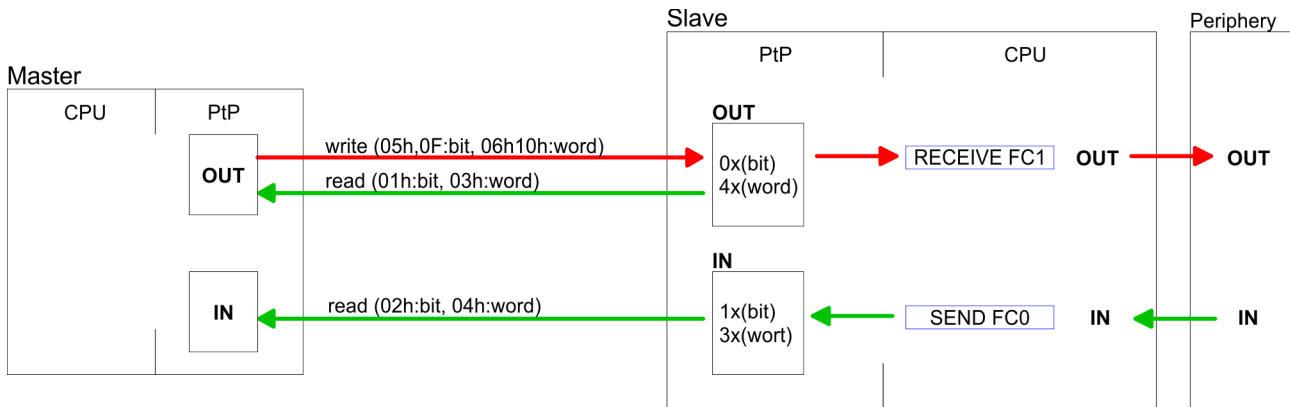 Slave
Periphery
PtP
CPU
Master
CPU
PtP
OUT
write (05h,0F:bit, 06h10h:word)
OUT
0x(bit)
4x(word)
RECEIVE FC1
OUT
OUT
read (01h:bit, 03h:word)
IN
IN
read (02h:bit, 04h:word)
1x(bit)
3x(wort)
SEND FC0
IN
IN